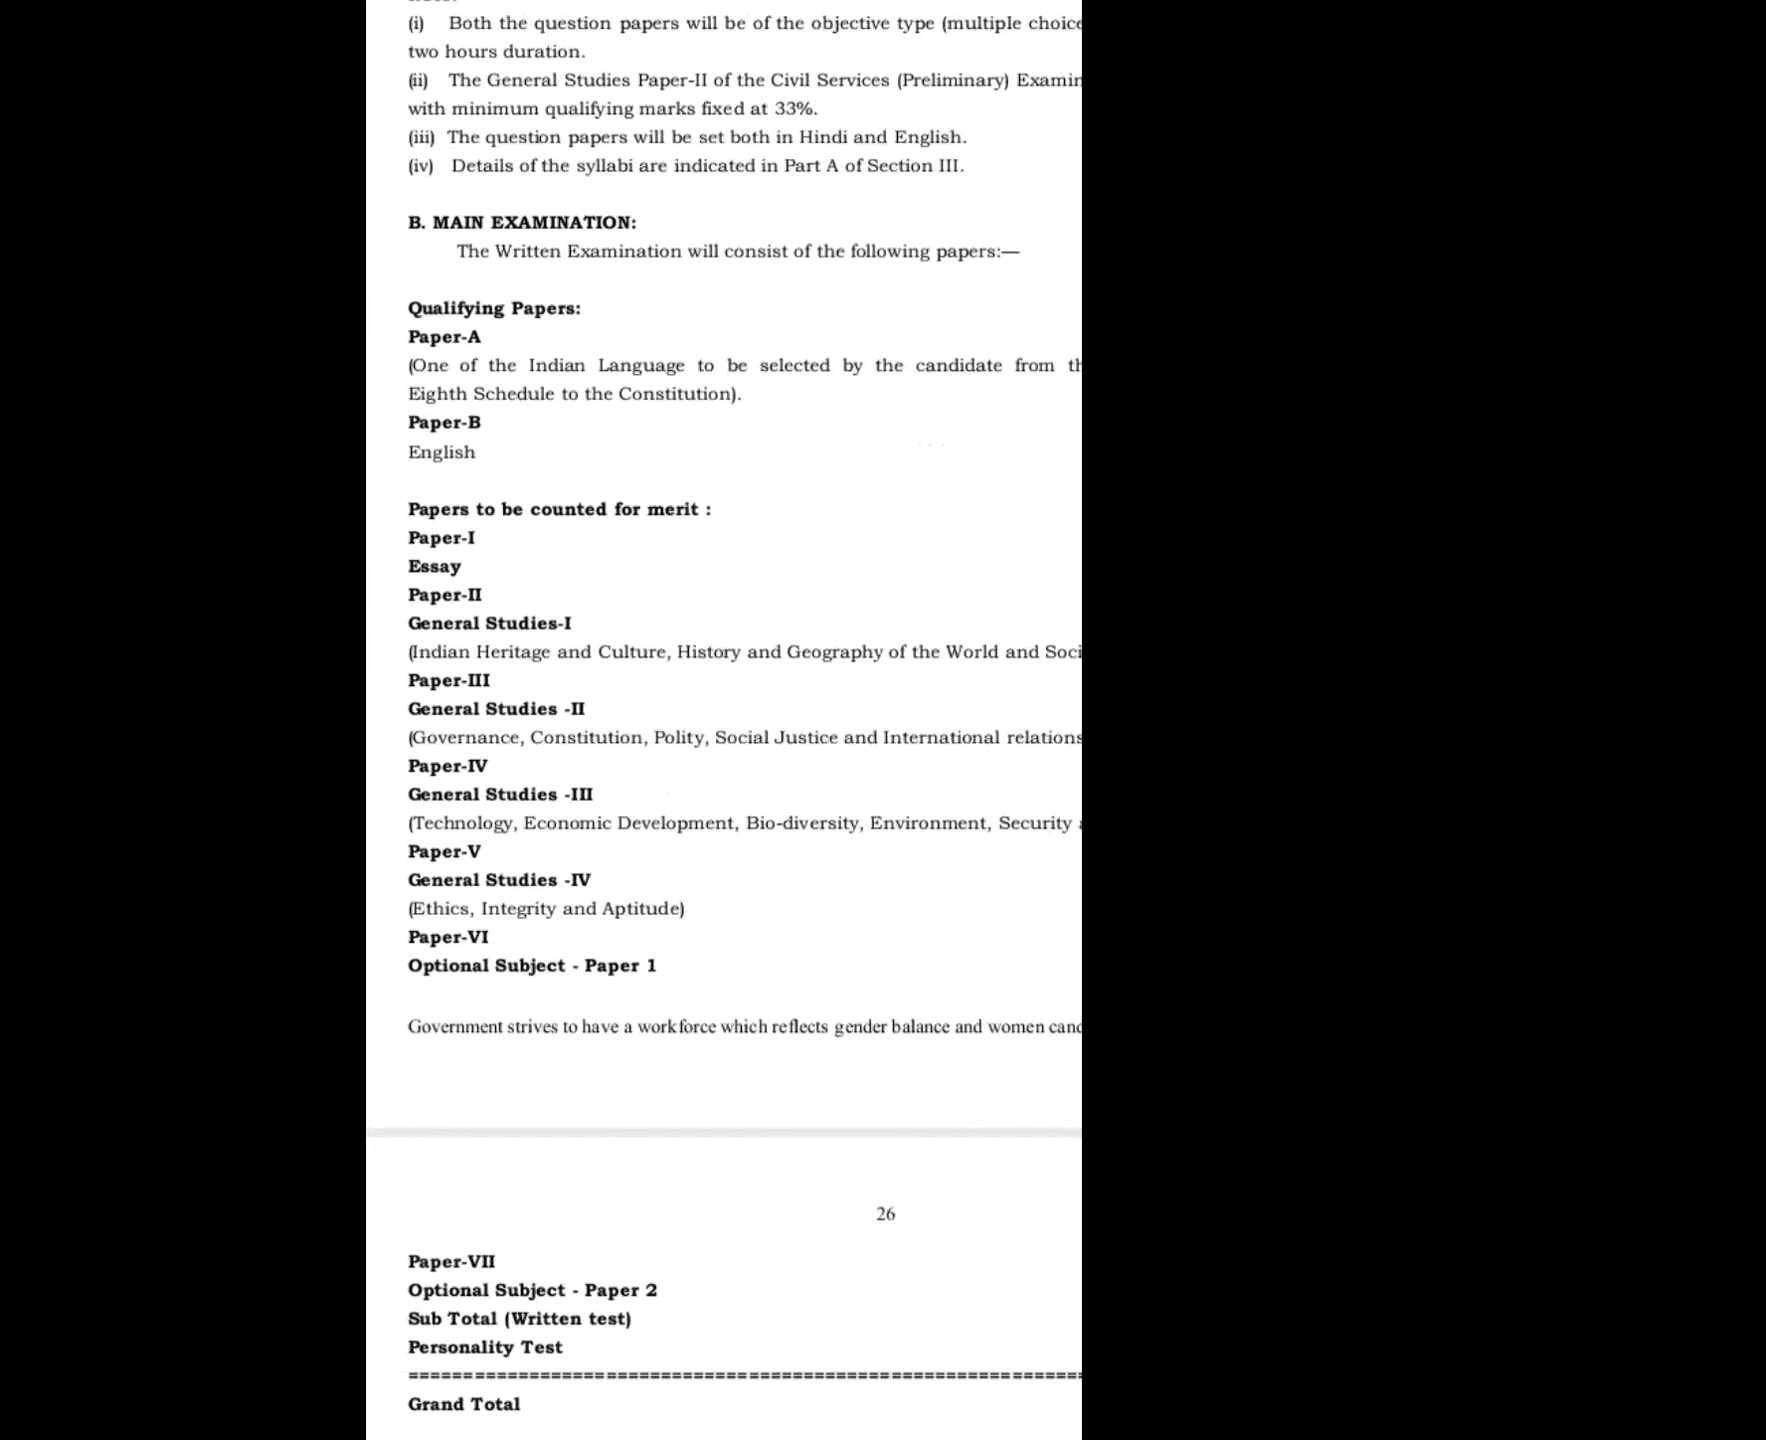 (i) Both the question papers will be of the objective type (multiple choice
two hours duration.
(ii) The General Studies Paper-II of the Civil Services (Preliminary)
with minimum qualifying marks fixed at 33%.
(iii) The question papers will be set both in Hindi and English.
(iv) Details of the syllabi are indicated in Part A of Section III.
B. MAIN EXAMINATION:
The Written Examination will consist of the following papers:—
Qualifying Papers:
Paper-A
(One of the Indian Language to be selected by the candidate from
Eighth Schedule to the Constitution).
Paper-B
English
Papers to be counted for merit :
Paper-I
Essay
Paper-II
General Studies-I
(Indian Heritage and Culture, History and Geography of the World and
Paper-III
General Studies -II
(Governance, Constitution, Polity, Social Justice and International relations
Paper-IV
General Studies -III
(Technology, Economic Development, Bio-diversity, Environment, Security
Paper-V
General Studies -IV
(Ethics, Integrity and Aptitude)
Paper-VI
Optional Subject - Paper 1
Government strives to have a workforce which reflects gender balance and women
26
Paper-VII
Optional Subject - Paper 2
Sub Total (Written test)
Personality Test
==============================================================
Grand Total